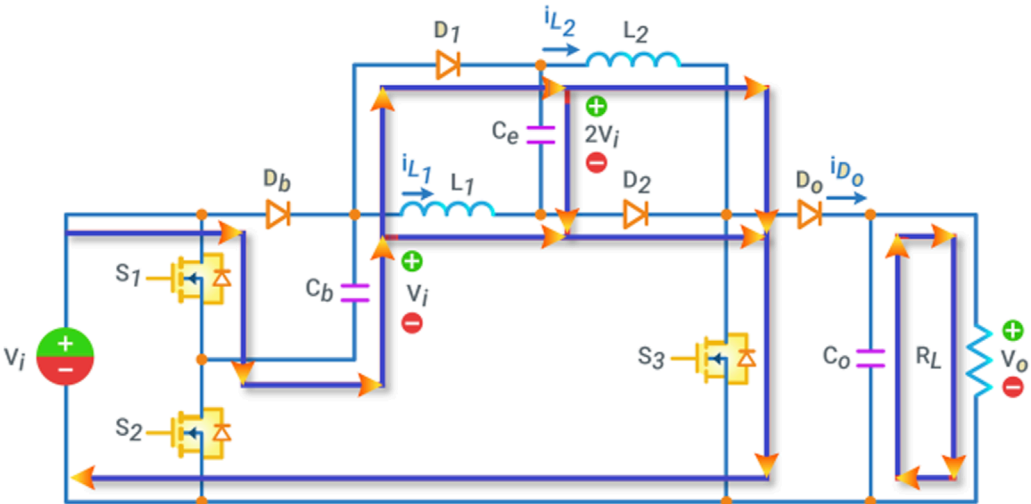 D1
iL2
L2
Ce
+
2Vi
−
Db
iL1
L1
D2
Do
iDo
S1
Cb
+
Vi
−
Vi
+
−
S3
Co
RL
+
Vo
−
S2